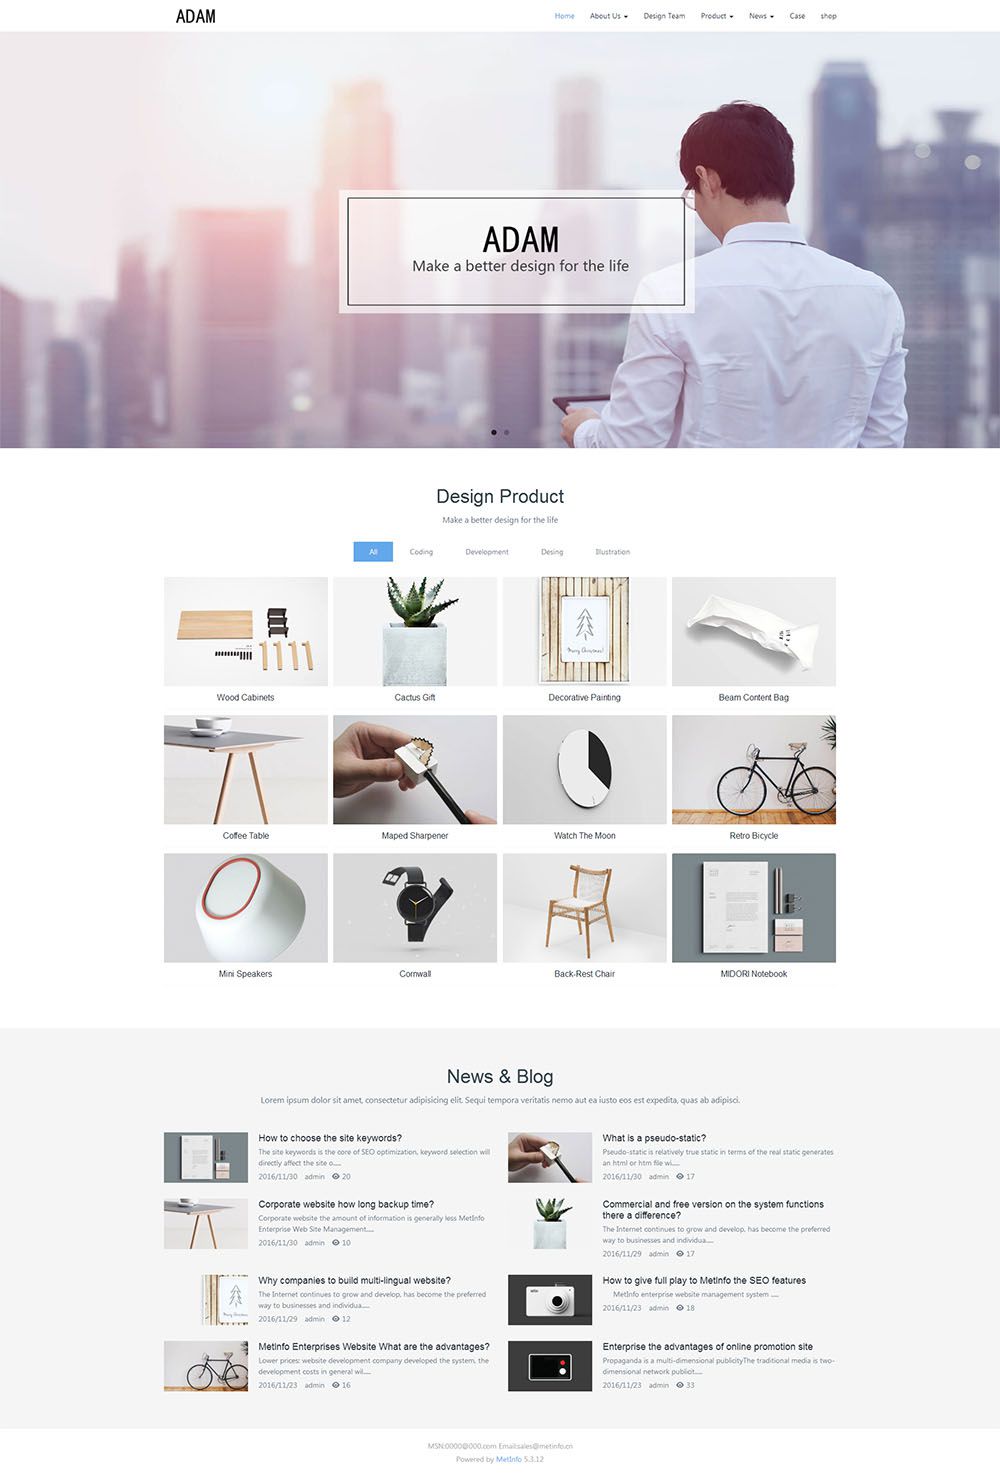 ADAM
Home About Us Design Team Product News Case shop
ADAM
Make a better design for the life
Design Product
Make a better design for the life
All Coding Development Desing Illustration
Merry Christmas!
Wood Cabinets Cactus Gift Decorative Painting Beam Content Bag
Coffee Table Maped Sharpener Watch The Moon Retro Bicycle
Mini Speakers Cornwall Back-Rest Chair MIDORI Notebook
News & Blog
Lorem ipsum dolor sit amet, consectetur adipisicing elit. Sequi tempora veritatis nemo aut ea iusto eos est expedita, quas ab adipisci.
How to choose the site keywords?
The site keywords is the core of SEO optimization, keyword selection will
directly affect the site o......
2016/11/30 admin 20
What is a pseudo-static?
Pseudo-static is relatively true static in terms of the real static generates
an html or htm file wi......
2016/11/30 admin 17
Corporate website how long backup time?
Corporate website the amount of information is generally less MetInfo
Enterprise Web Site Management......
2016/11/30 admin 10
Commercial and free version on the system functions
there a difference?
The Internet continues to grow and develop, has become the preferred
way to businesses and individua......
2016/11/29 admin 17
Why companies to build multi-lingual website?
The Internet continues to grow and develop, has become the preferred
way to businesses and individua......
2016/11/29 admin 12
How to give full play to MetInfo the SEO features
MetInfo enterprise website management system ......
2016/11/23 admin 18
MetInfo Enterprises Website What are the advantages?
Lower prices: website development company developed the system, the
development costs in general wil......
2016/11/23 admin 16
Enterprise the advantages of online promotion site
Propaganda is a multi-dimensional publicityThe traditional media is two-
dimensional network publioit......
2016/11/23 admin 33
MSN:0000@000.com Email:sales@metinfo.cn
Powered by MetInfo 5.3.12